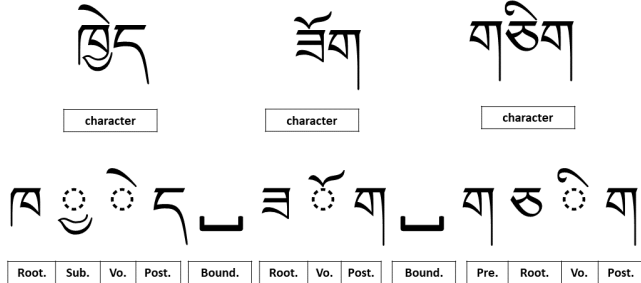 ཁྱེད ཟོག གཅིག
character character character
ཁ ◌ྱ ◌ེ ད ␣ ཟ ◌ོ ག ␣ ག ཅ ◌ི ག
Root. Sub. Vo. Post. Bound. Root. Vo. Post. Bound. Pre. Root. Vo. Post.